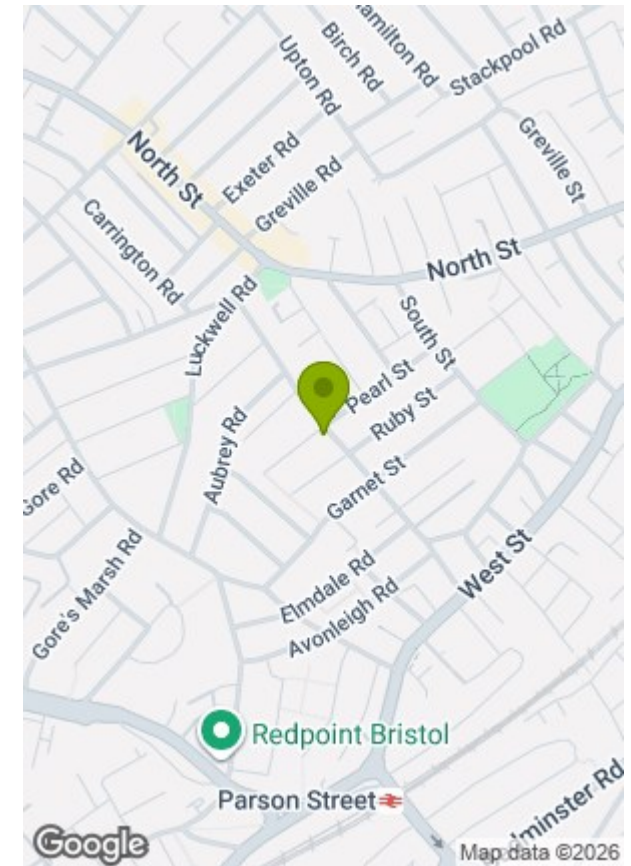 Hamilton Rd
Birch Rd
Upton Rd
Stackpool Rd
Greville St
North St
Exeter Rd
Greville Rd
Carrington Rd
North St
Luckwell Rd
South St
Pearl St
Ruby St
Aubrey Rd
Garnet St
Gore Rd
Gore's Marsh Rd
West St
Elmdale Rd
Avonleigh Rd
Redpoint Bristol
Parson Street
dminster Rd
Google
Map data ©2026